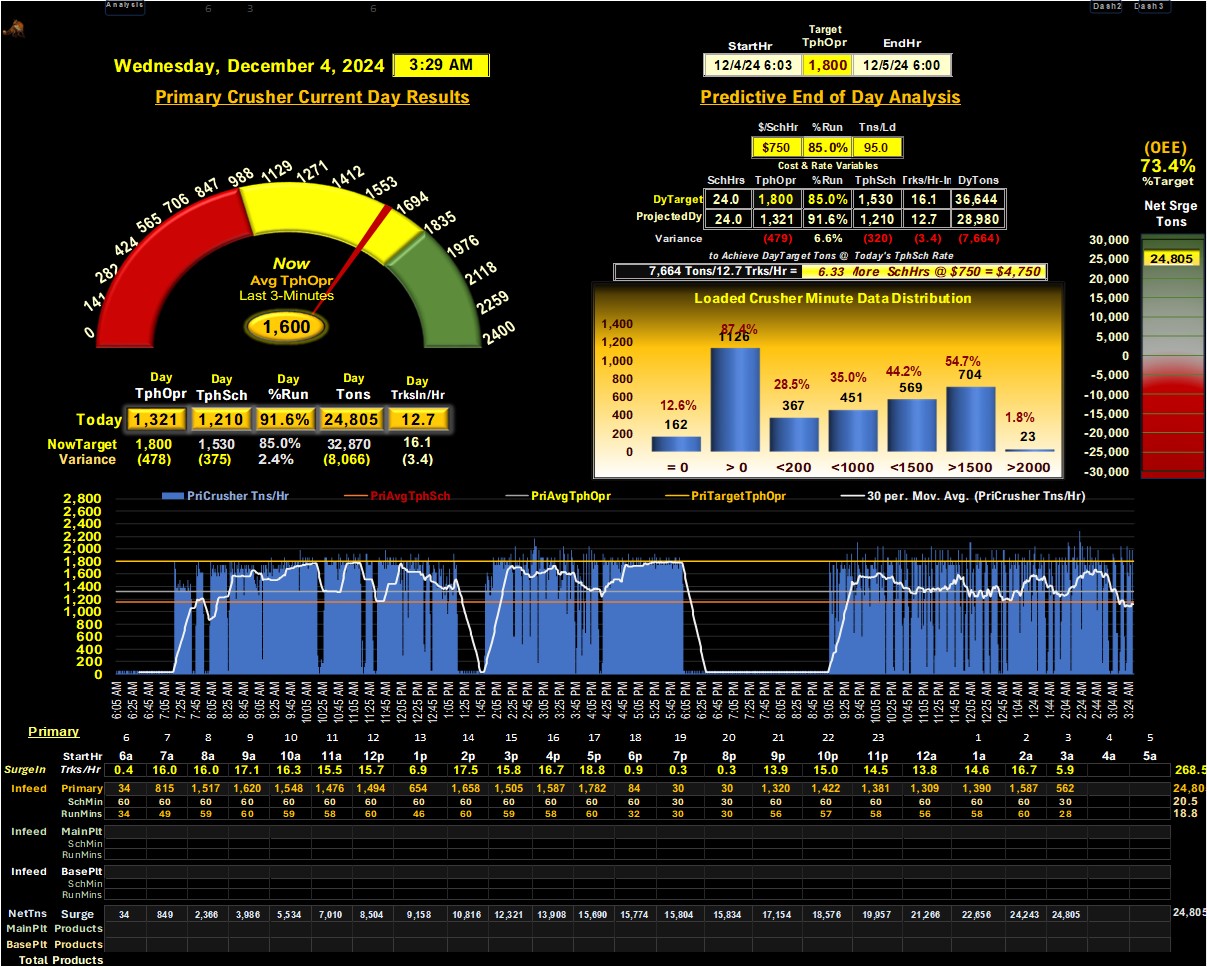 Analysis 6 3 6 Dash2 Dash3
Target
StartHr TphOpr EndHr
Wednesday, December 4, 2024 3:29 AM 12/4/24 6:03 1,800 12/5/24 6:00
Primary Crusher Current Day Results Predictive End of Day Analysis
$/SchHr %Run Tns/Ld
$750 85.0% 95.0
Cost & Rate Variables
(OEE)
73.4%
%Target
SchHrs TphOpr %Run TphSch Trks/Hr-In DyTons
DyTarget 24.0 1,800 85.0% 1,530 16.1 36,644
ProjectedDy 24.0 1,321 91.6% 1,210 12.7 28,980
Variance (479) 6.6% (320) (3.4) (7,664)
to Achieve DayTarget Tons @ Today's TphSch Rate
7,664 Tons/12.7 Trks/Hr = 6.33 More SchHrs @ $750 = $4,750
Net Srge
Tons
30,000
24,805
25,000
20,000
15,000
10,000
5,000
0
-5,000
-10,000
-15,000
-20,000
-25,000
-30,000
0 141 282 424 565 706 847 988 1129 1271 1412 1553 1694 1835 1976 2118 2259 2400
Now
Avg TphOpr
Last 3-Minutes
1,600
Loaded Crusher Minute Data Distribution
1,400
1,200
1,000
800
600
400
200
0
12.6% 87.4% 28.5% 35.0% 44.2% 54.7% 1.8%
162 1126 367 451 569 704 23
= 0 > 0 <200 <1000 <1500 >1500 >2000
Day Day Day Day Day
TphOpr TphSch %Run Tons TrksIn/Hr
Today 1,321 1,210 91.6% 24,805 12.7
NowTarget 1,800 1,530 85.0% 32,870 16.1
Variance (478) (375) 2.4% (8,066) (3.4)
PriCrusher Tns/Hr PriAvgTphSch PriAvgTphOpr PriTargetTphOpr 30 per. Mov. Avg. (PriCrusher Tns/Hr)
2,800
2,600
2,400
2,200
2,000
1,800
1,600
1,400
1,200
1,000
800
600
400
200
0
6:05 AM 6:25 AM 6:45 AM 7:05 AM 7:25 AM 7:45 AM 8:05 AM 8:25 AM 8:45 AM 9:05 AM 9:25 AM 9:45 AM 10:05 AM 10:25 AM 10:45 AM 11:05 AM 11:25 AM 11:45 AM 12:05 PM 12:25 PM 12:45 PM 1:05 PM 1:25 PM 1:45 PM 2:05 PM 2:25 PM 2:45 PM 3:05 PM 3:25 PM 3:45 PM 4:05 PM 4:25 PM 4:45 PM 5:05 PM 5:25 PM 5:45 PM 6:05 PM 6:25 PM 6:45 PM 7:05 PM 7:25 PM 7:45 PM 8:05 PM 8:25 PM 8:45 PM 9:05 PM 9:25 PM 9:45 PM 10:05 PM 10:25 PM 10:45 PM 11:05 PM 11:25 PM 11:45 PM 12:05 AM 12:25 AM 12:45 AM 1:04 AM 1:24 AM 1:44 AM 2:04 AM 2:24 AM 2:44 AM 3:04 AM 3:24 AM
Primary 6 7 8 9 10 11 12 13 14 15 16 17 18 19 20 21 22 23 1 2 3 4 5
StartHr 6a 7a 8a 9a 10a 11a 12p 1p 2p 3p 4p 5p 6p 7p 8p 9p 10p 11p 12a 1a 2a 3a 4a 5a
SurgeIn Trks/Hr 0.4 16.0 16.0 17.1 16.3 15.5 15.7 6.9 17.5 15.8 16.7 18.8 0.9 0.3 0.3 13.9 15.0 14.5 13.8 14.6 16.7 5.9 268.5
Infeed Primary 34 815 1,517 1,620 1,548 1,476 1,494 654 1,658 1,505 1,587 1,782 84 30 30 1,320 1,422 1,381 1,309 1,390 1,587 562 24,80
SchMin 60 60 60 60 60 60 60 60 60 60 60 60 60 60 60 60 60 60 60 60 60 30 20.5
RunMins 34 49 59 60 59 58 60 46 60 59 58 60 32 30 30 56 57 58 56 58 60 28 18.8
Infeed MainPlt
SchMin
RunMins
Infeed BasePlt
SchMin
RunMins
NetTns Surge 34 849 2,366 3,986 5,534 7,010 8,504 9,158 10,816 12,321 13,908 15,690 15,774 15,804 15,834 17,154 18,576 19,957 21,266 22,656 24,243 24,805 24,805
MainPlt Products
BasePlt Products
Total Products